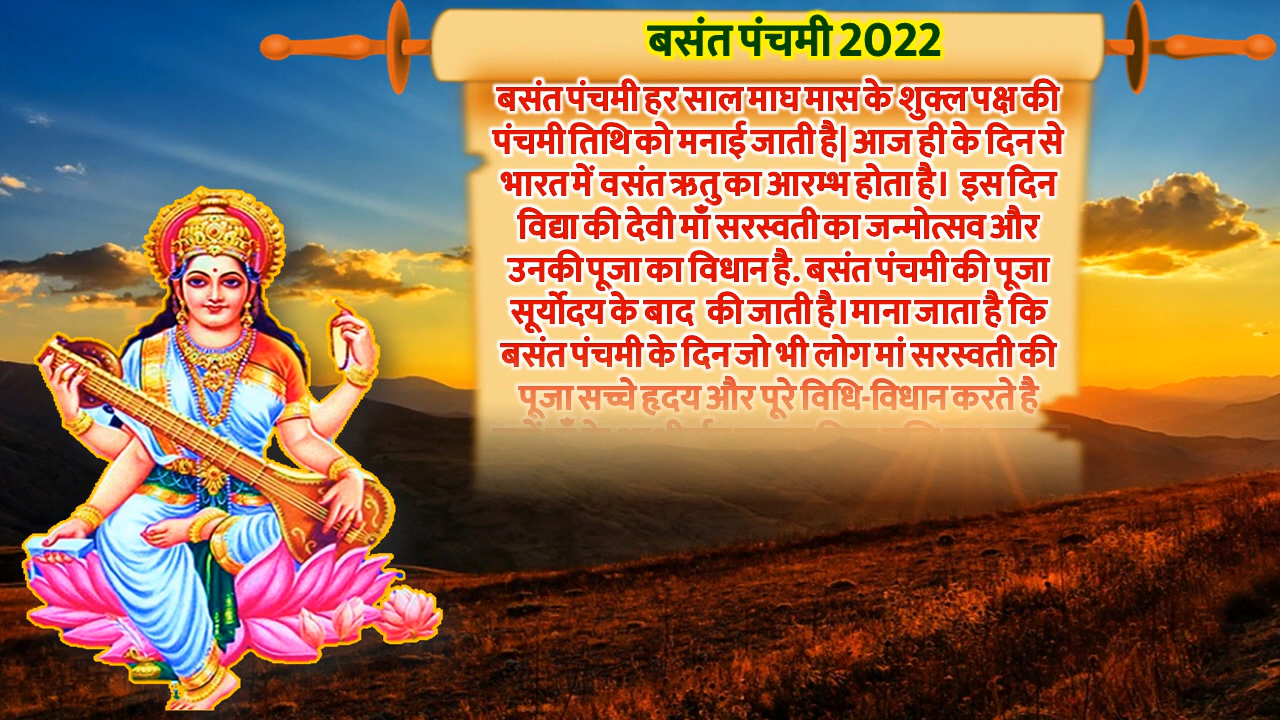 बसंत पंचमी 2022
बसंत पंचमी हर साल माघ मास के शुक्ल पक्ष की
पंचमी तिथि को मनाई जाती है| आज ही के दिन से
भारत में वसंत ऋतु का आरम्भ होता है। इस दिन
विद्या की देवी माँ सरस्वती का जन्मोत्सव और
उनकी पूजा का विधान है. बसंत पंचमी की पूजा
सूर्योदय के बाद की जाती है। माना जाता है कि
बसंत पंचमी के दिन जो भी लोग मां सरस्वती की
पूजा सच्चे हृदय और पूरे विधि-विधान करते है